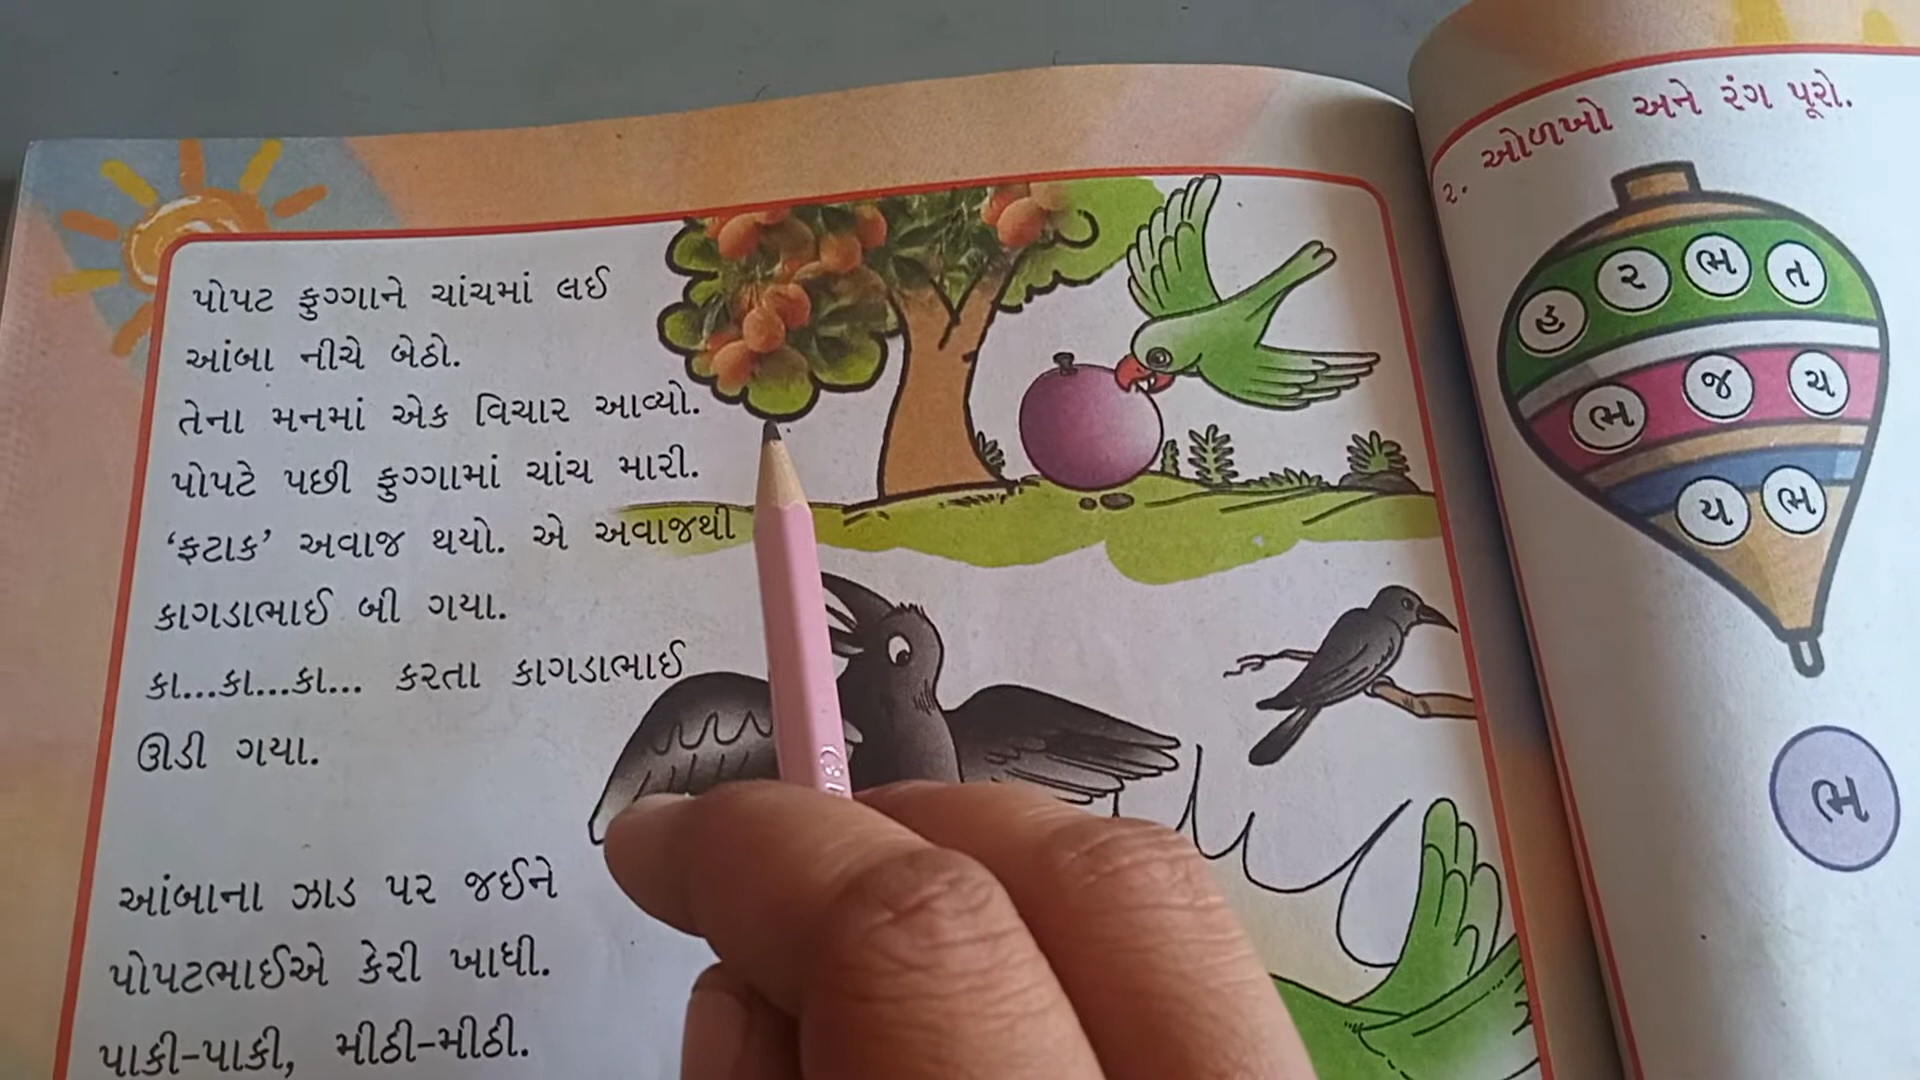 પોપટ ફુગ્ગાને ચાંચમાં લઈ
આંબા નીચે બેઠો.
તેના મનમાં એક વિચાર આવ્યો.
પોપટે પછી ફુગ્ગામાં ચાંચ મારી.
‘ફટાક’ અવાજ થયો. એ અવાજથી
કાગડાભાઈ બી ગયા.
કા...કા...કા... કરતા કાગડાભાઈ
ઊડી ગયા.
આંબાના ઝાડ પર જઈને
પોપટભાઈએ કેરી ખાધી.
પાકી-પાકી, મીઠી-મીઠી.
૨. ઓળખો અને રંગ પૂરો.
હ ર ભ ત
ભ જ ચ
ય ભ
ભ